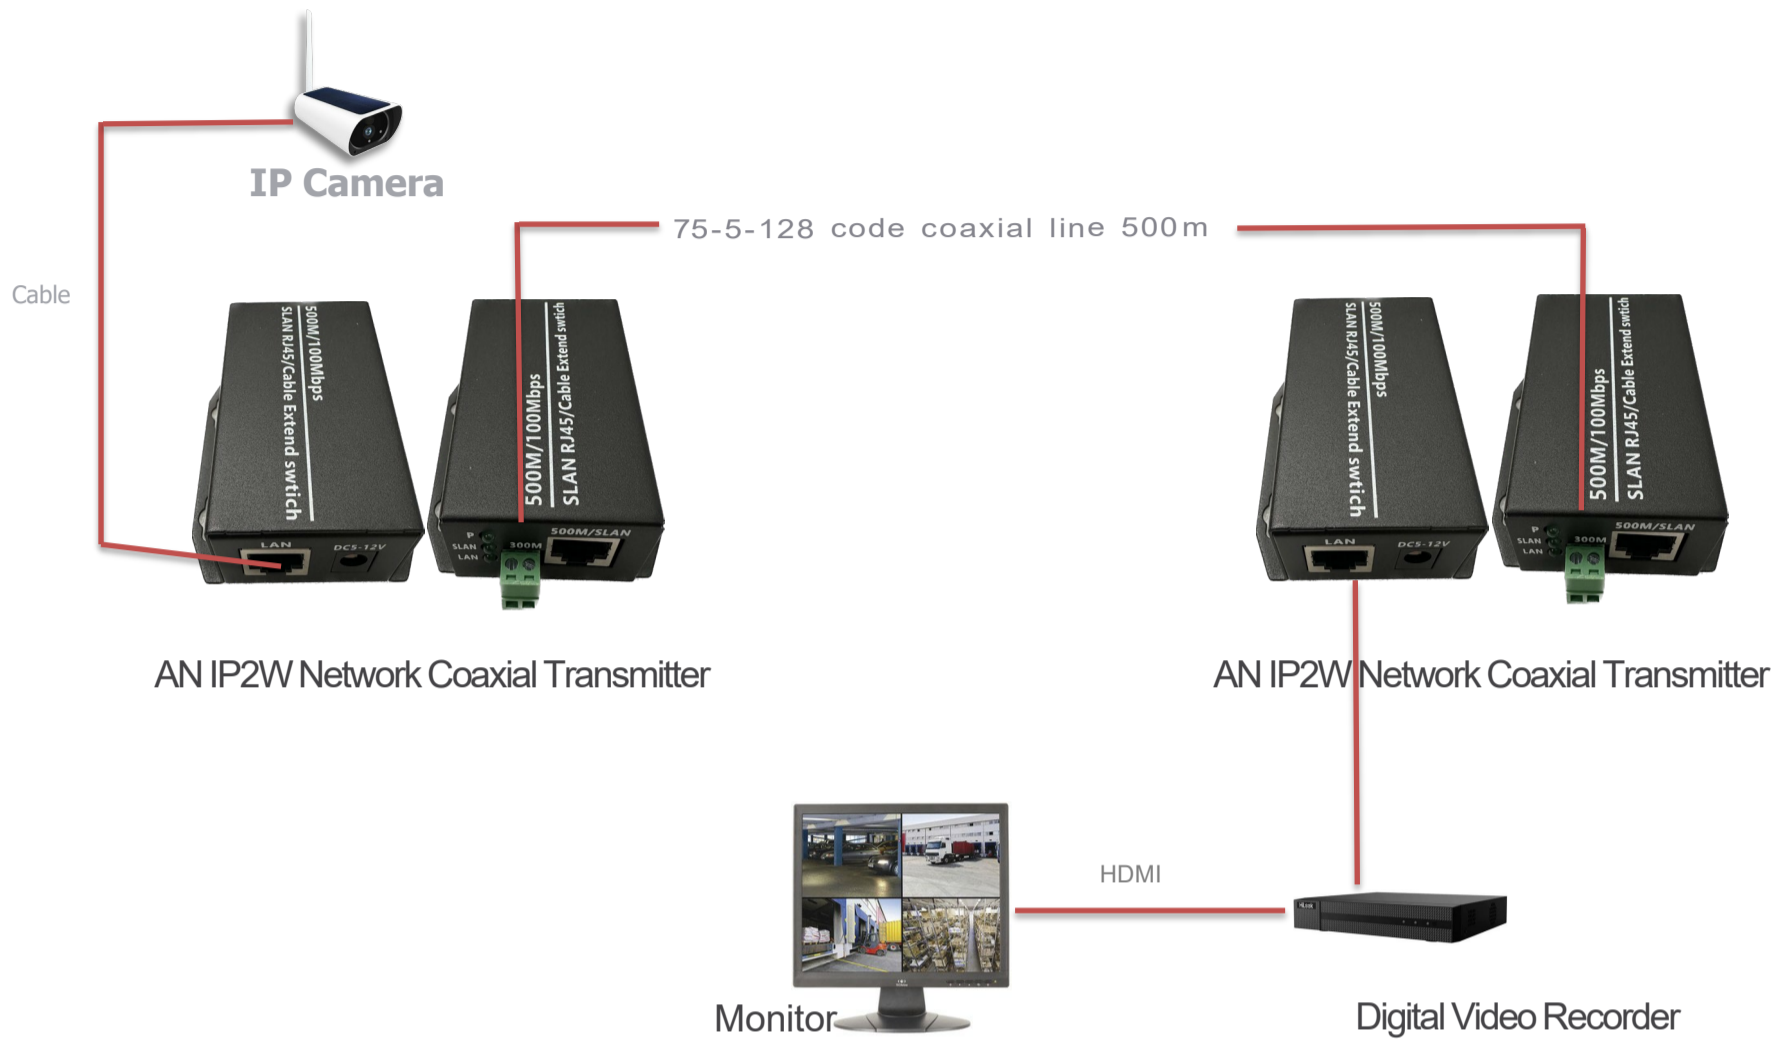 IP Camera
75-5-128 code coaxial line 500m
Cable
500M/100Mbps
SLAN RJ45/Cable Extend swtich
LAN
DC5-12V
500M/100Mbps
SLAN RJ45/Cable Extend swtich
P
SLAN
LAN
300M
500M/SLAN
500M/100Mbps
SLAN RJ45/Cable Extend swtich
LAN
DC5-12V
500M/100Mbps
SLAN RJ45/Cable Extend swtich
P
SLAN
LAN
300M
500M/SLAN
AN IP2W Network Coaxial Transmitter
AN IP2W Network Coaxial Transmitter
HDMI
Monitor
Digital Video Recorder